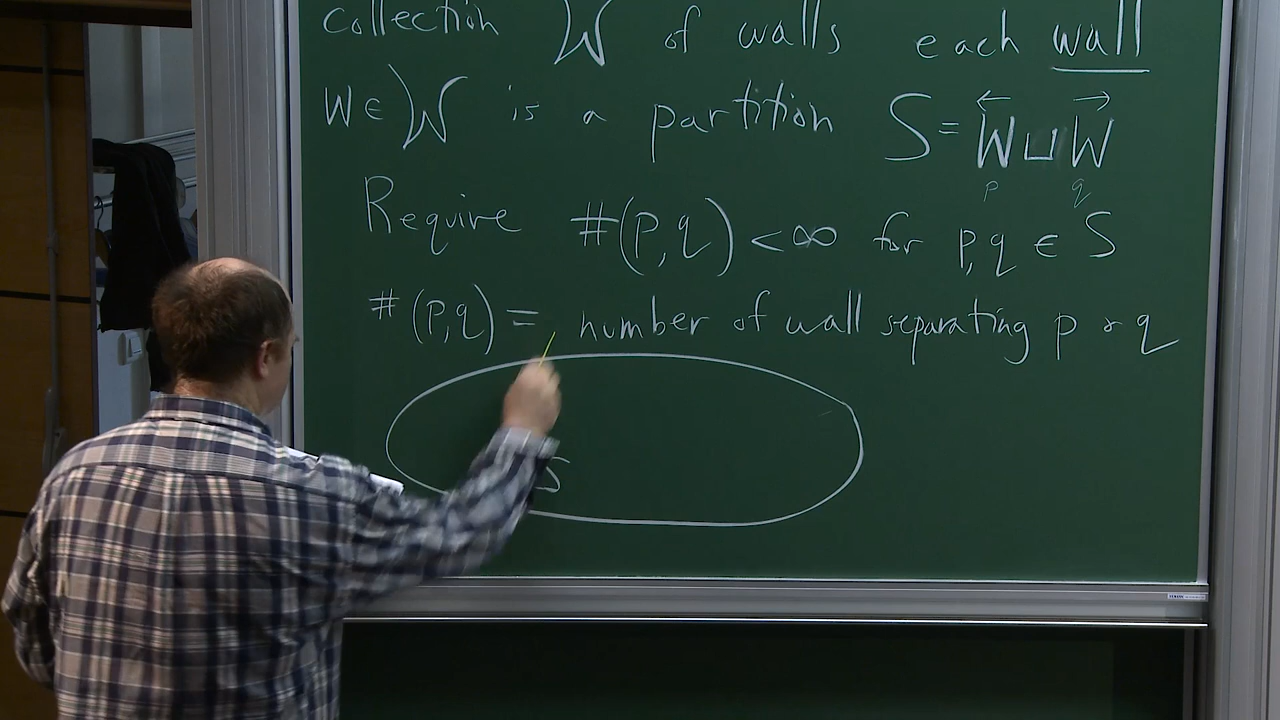 collection 𝒲 of walls each wall
W ∈ 𝒲 is a partition S = W⃖ ⊔ W⃗
p q
Require #(p,q) < ∞ for p,q ∈ S
#(p,q) = number of wall separating p & q
S